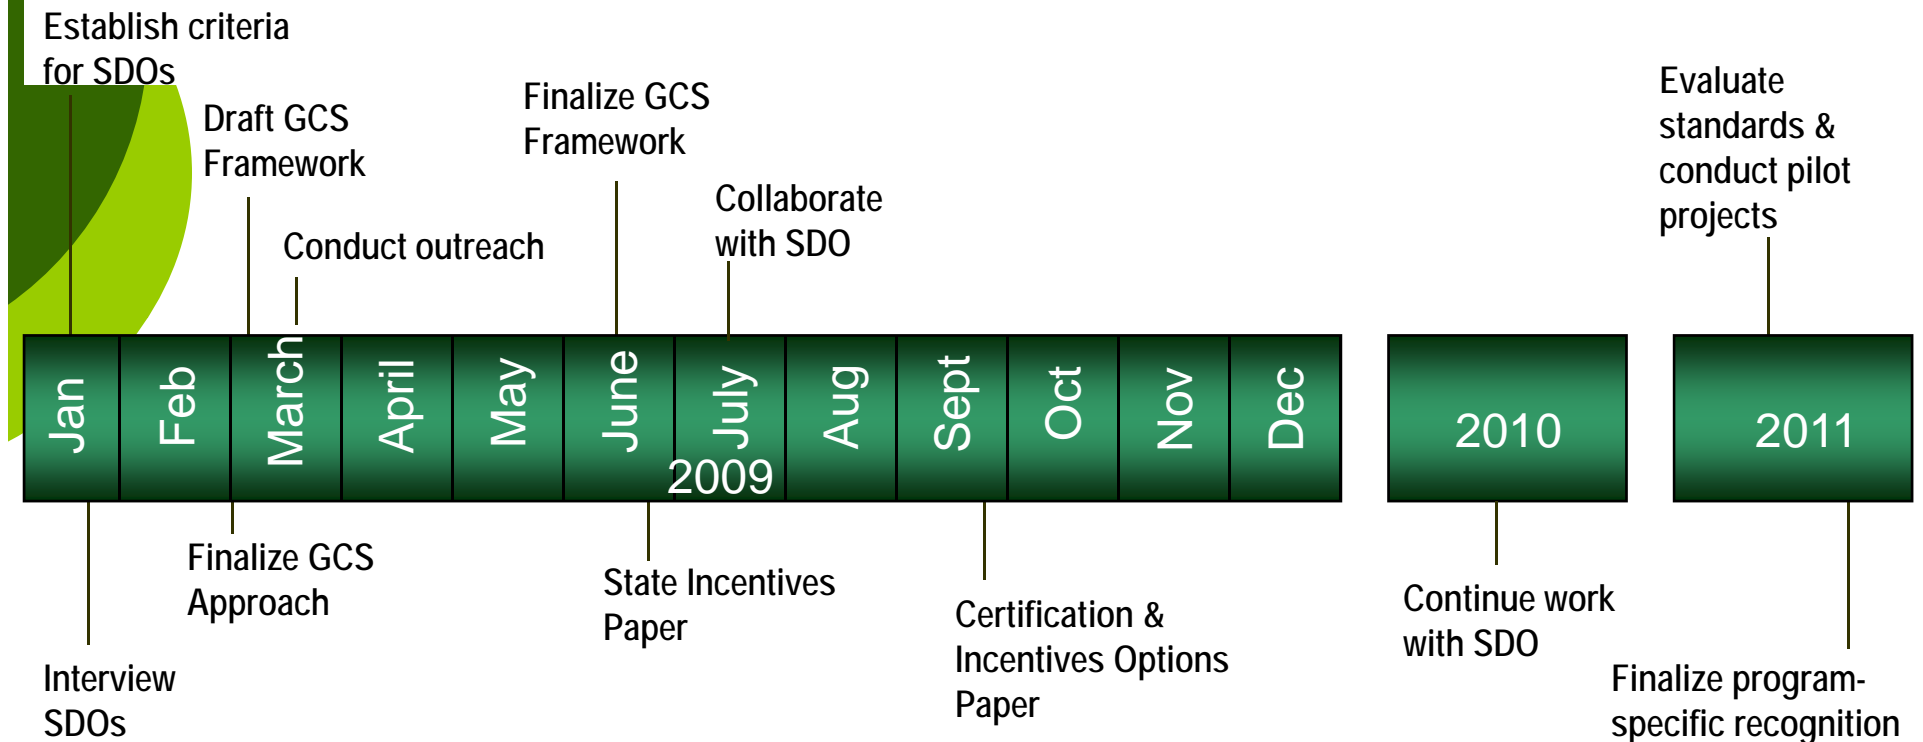 Establish criteria
for SDOs
Draft GCS
Framework
Conduct outreach
Finalize GCS
Framework
Collaborate
with SDO
Evaluate
standards &
conduct pilot
projects
Jan
Feb
March
April
May
June
July
Aug
Sept
Oct
Nov
Dec
2009
2010
2011
Interview
SDOs
Finalize GCS
Approach
State Incentives
Paper
Certification &
Incentives Options
Paper
Continue work
with SDO
Finalize program-
specific recognition